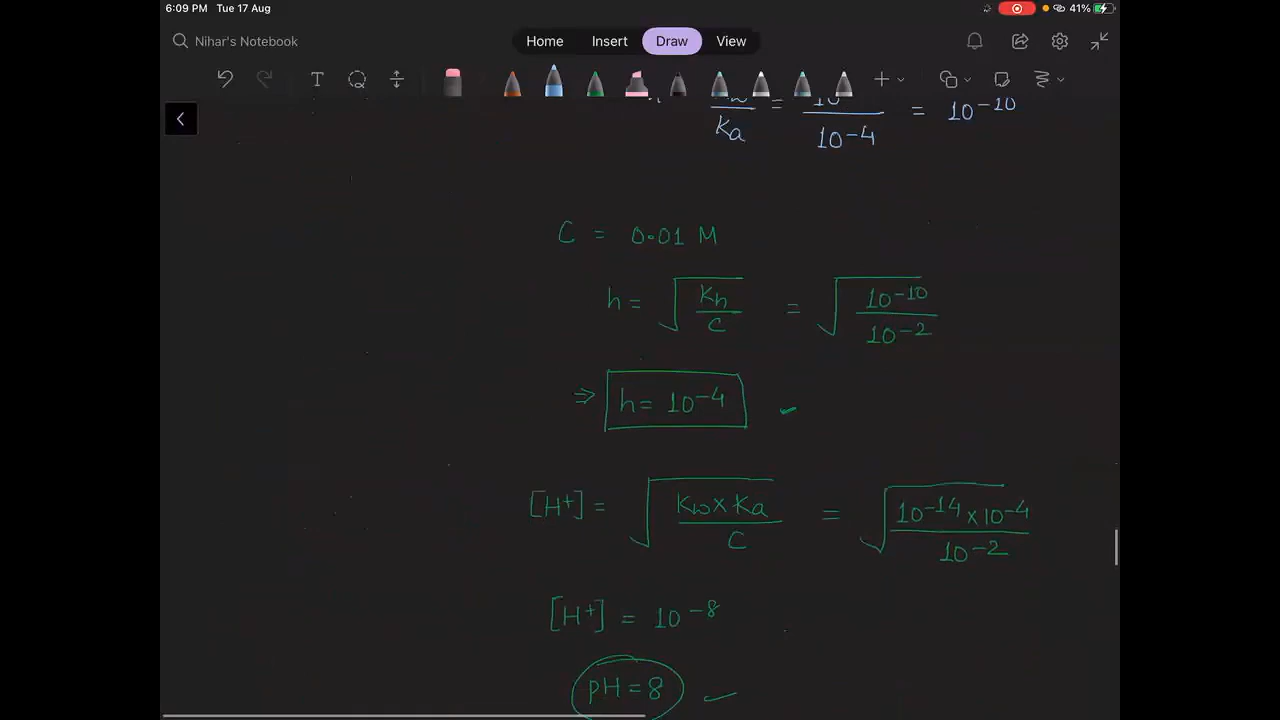 6:09 PM Tue 17 Aug 41%
Nihar's Notebook Home Insert Draw View
Ka = 10-4 = 10-10
C = 0.01 M
h = √ Kh/C = √ 10-10/10-2
⇒ h = 10-4 ✓
[H+] = √ Kw × Ka/C = √ 10-14 × 10-4/10-2
[H+] = 10-8
pH = 8